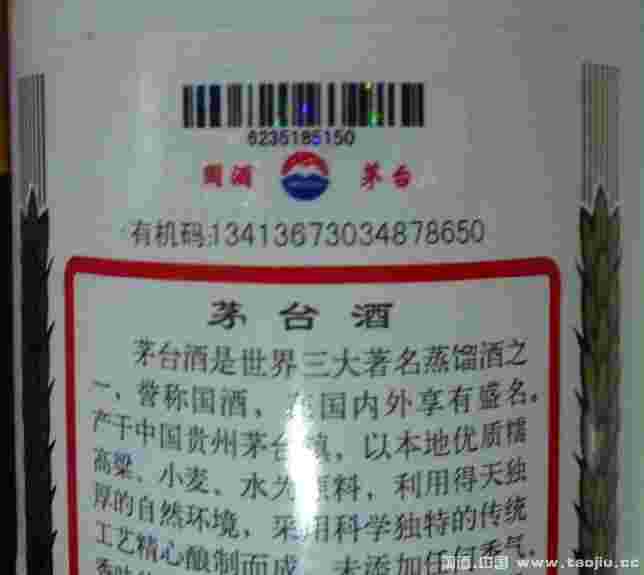 6235185150
国酒 茅台
有机码:13413673034878650
茅台酒
茅台酒是世界三大著名蒸馏酒之
一，誉称国酒，在国内外享有盛名。
产于中国贵州茅台镇，以本地优质糯
高粱、小麦、水为原料，利用得天独
厚的自然环境，采用科学独特的传统
工艺精心酿制而成，未添加任 香气、
香味
淘酒.中国 www.taojiu.cc